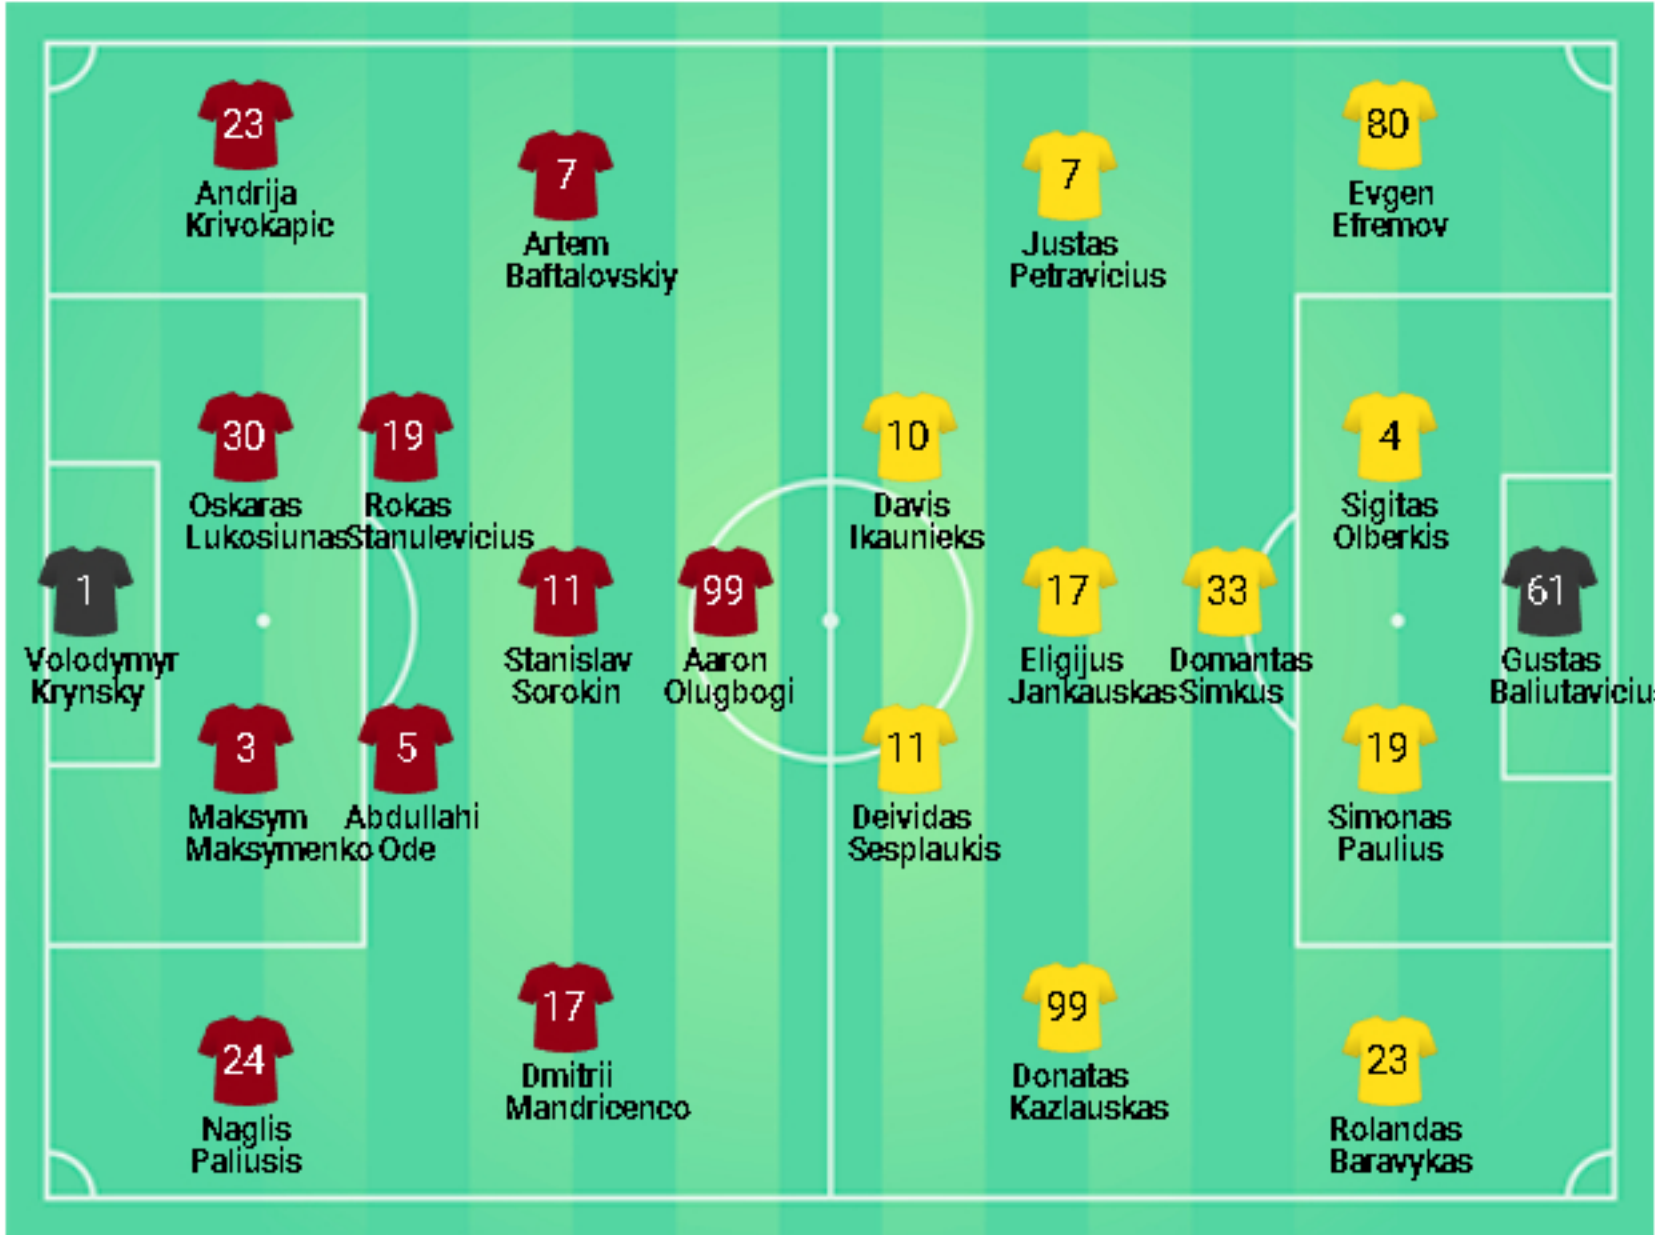 23
Andrija
Krivokapic
7
Artem
Baftalovskiy
7
Justas
Petravicius
80
Evgen
Efremov
30
Oskaras
Lukosiunas
19
Rokas
Stanulevicius
10
Davis
Ikaunieks
4
Sigitas
Olberkis
1
Volodymyr
Krynsky
11
Stanislav
Sorokin
99
Aaron
Olugbogi
17
Eligijus
Jankauskas
33
Domantas
Simkus
61
Gustas
Baliutavicius
3
Maksym
Maksymenko
5
Abdullahi
Ode
11
Deividas
Sesplaukis
19
Simonas
Paulius
24
Naglis
Paliusis
17
Dmitrii
Mandricenco
99
Donatas
Kazlauskas
23
Rolandas
Baravykas